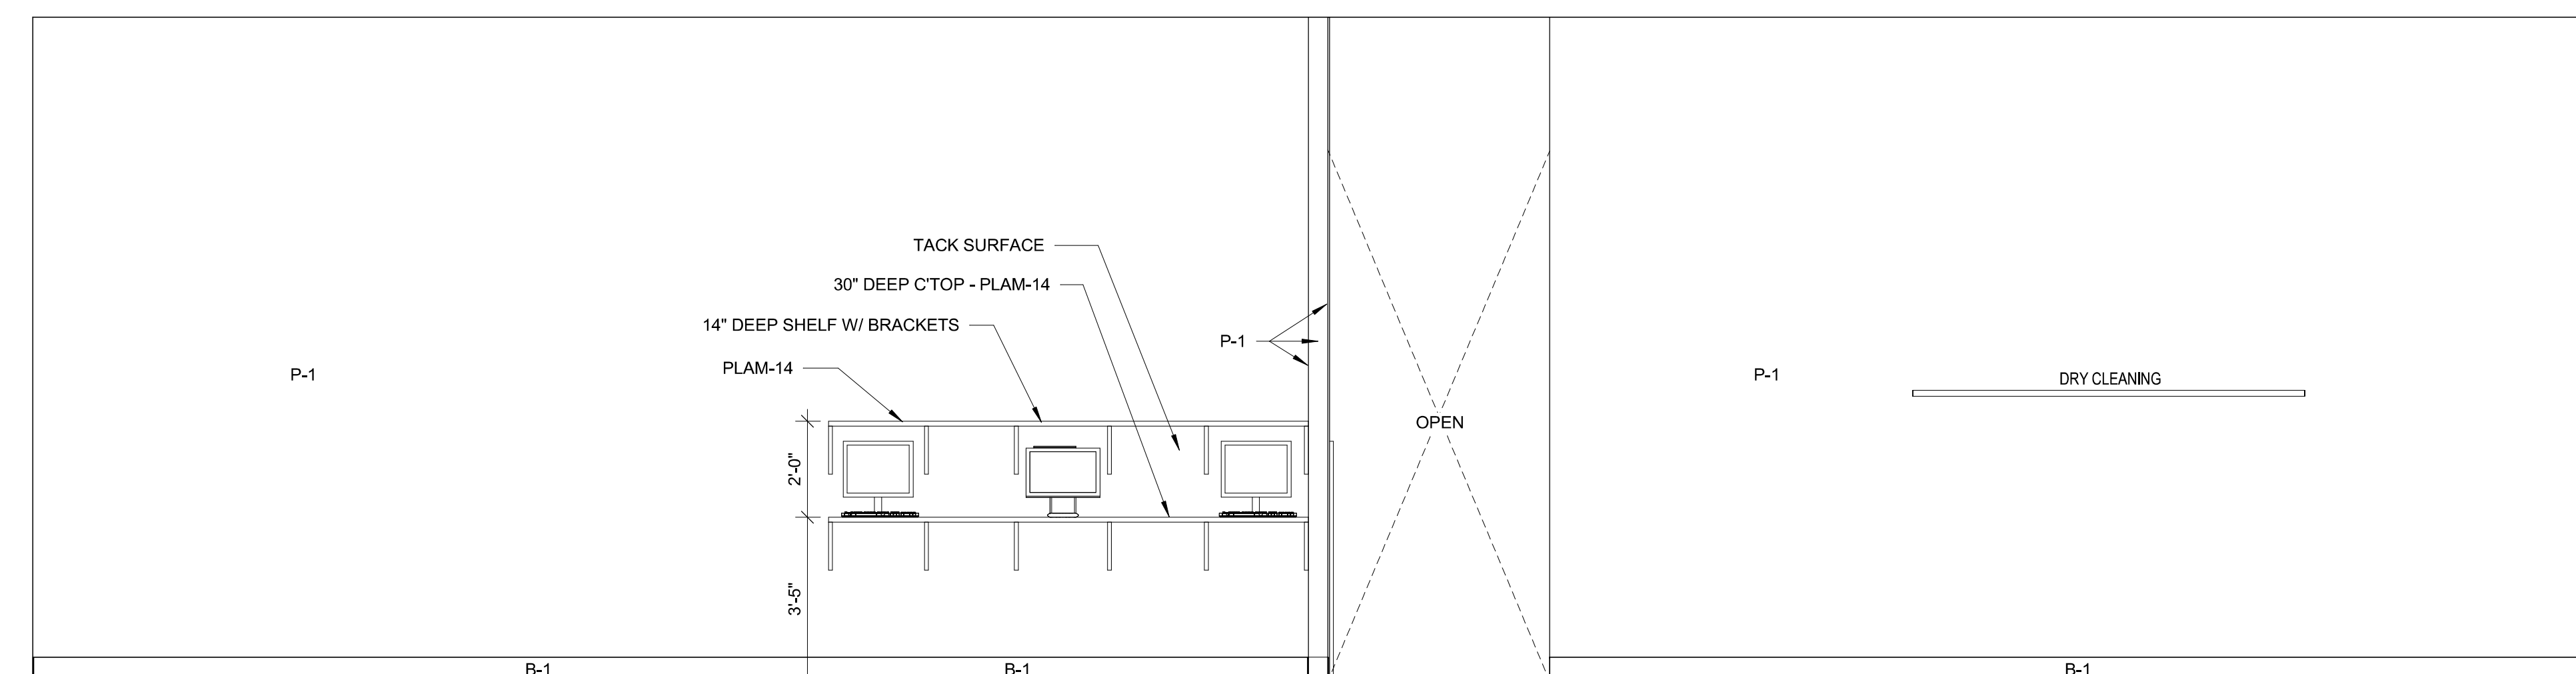 TACK SURFACE
30" DEEP C'TOP - PLAM-14
14" DEEP SHELF W/ BRACKETS
P-1
PLAM-14
P-1
P-1
DRY CLEANING
OPEN
2'-0"
3'-5"
B-1
B-1
B-1